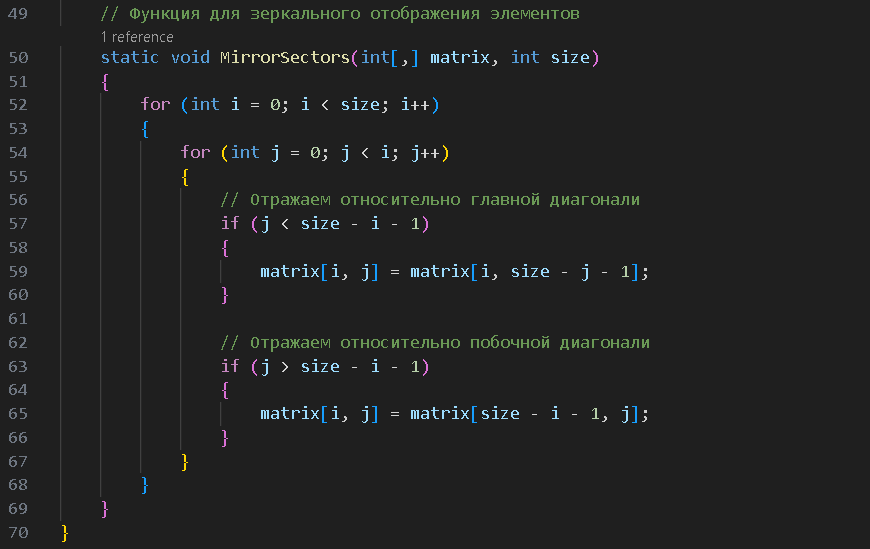 49 // Функция для зеркального отображения элементов
1 reference
50 static void MirrorSectors(int[,] matrix, int size)
51 {
52 for (int i = 0; i < size; i++)
53 {
54 for (int j = 0; j < i; j++)
55 {
56 // Отражаем относительно главной диагонали
57 if (j < size - i - 1)
58 {
59 matrix[i, j] = matrix[i, size - j - 1];
60 }
61
62 // Отражаем относительно побочной диагонали
63 if (j > size - i - 1)
64 {
65 matrix[i, j] = matrix[size - i - 1, j];
66 }
67 }
68 }
69 }
70 }